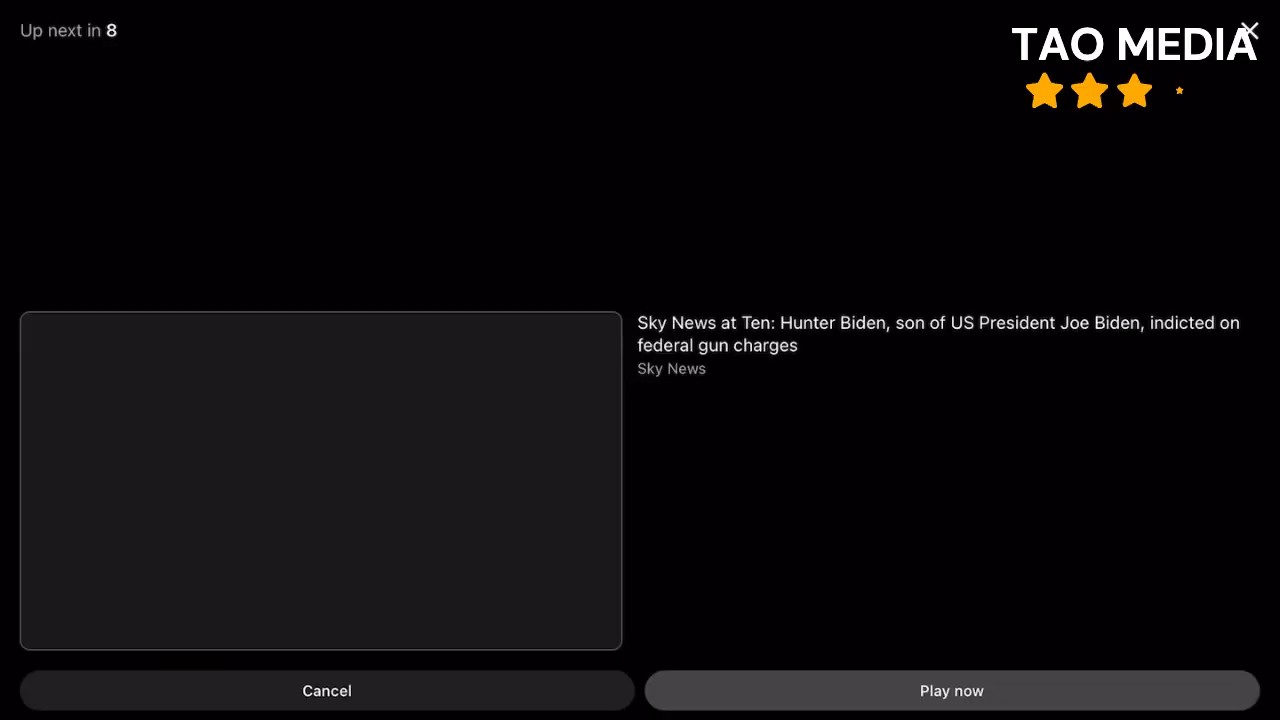 Up next in 8
TAO MEDIA
Sky News at Ten: Hunter Biden, son of US President Joe Biden, indicted on
federal gun charges
Sky News
Cancel
Play now